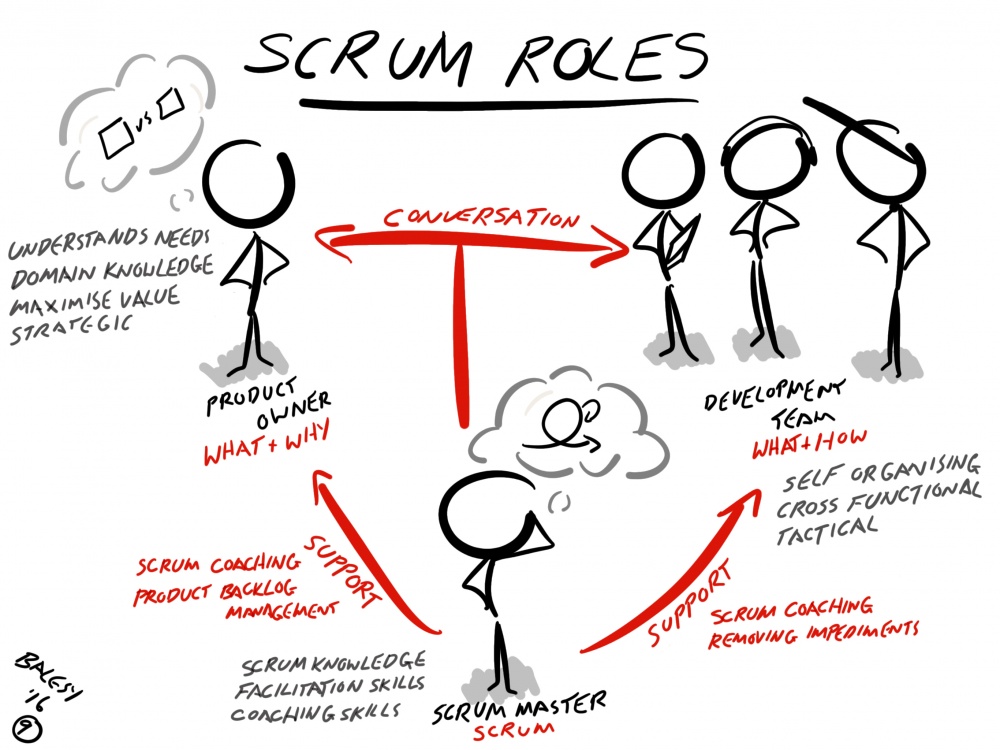 SCRUM ROLES
VS
CONVERSATION
UNDERSTANDS NEEDS
DOMAIN KNOWLEDGE
MAXIMISE VALUE
STRATEGIC
PRODUCT
OWNER
WHAT + WHY
DEVELOPMENT
TEAM
WHAT + HOW
SELF ORGANISING
CROSS FUNCTIONAL
TACTICAL
SUPPORT
SCRUM COACHING
PRODUCT BACKLOG
MANAGEMENT
SUPPORT
SCRUM COACHING
REMOVING IMPEDIMENTS
SCRUM KNOWLEDGE
FACILITATION SKILLS
COACHING SKILLS
SCRUM MASTER
SCRUM
BALESY
'16
9